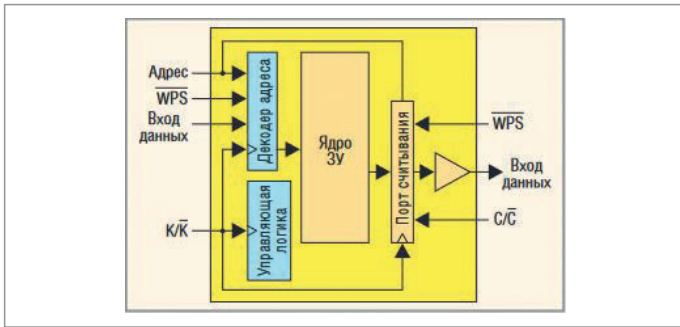 Адрес
WPS
Вход
данных
K/K̅
Декодер адреса
Управляющая
логика
Ядро
ЗУ
Порт считывания
WPS
Вход
данных
C/C̅